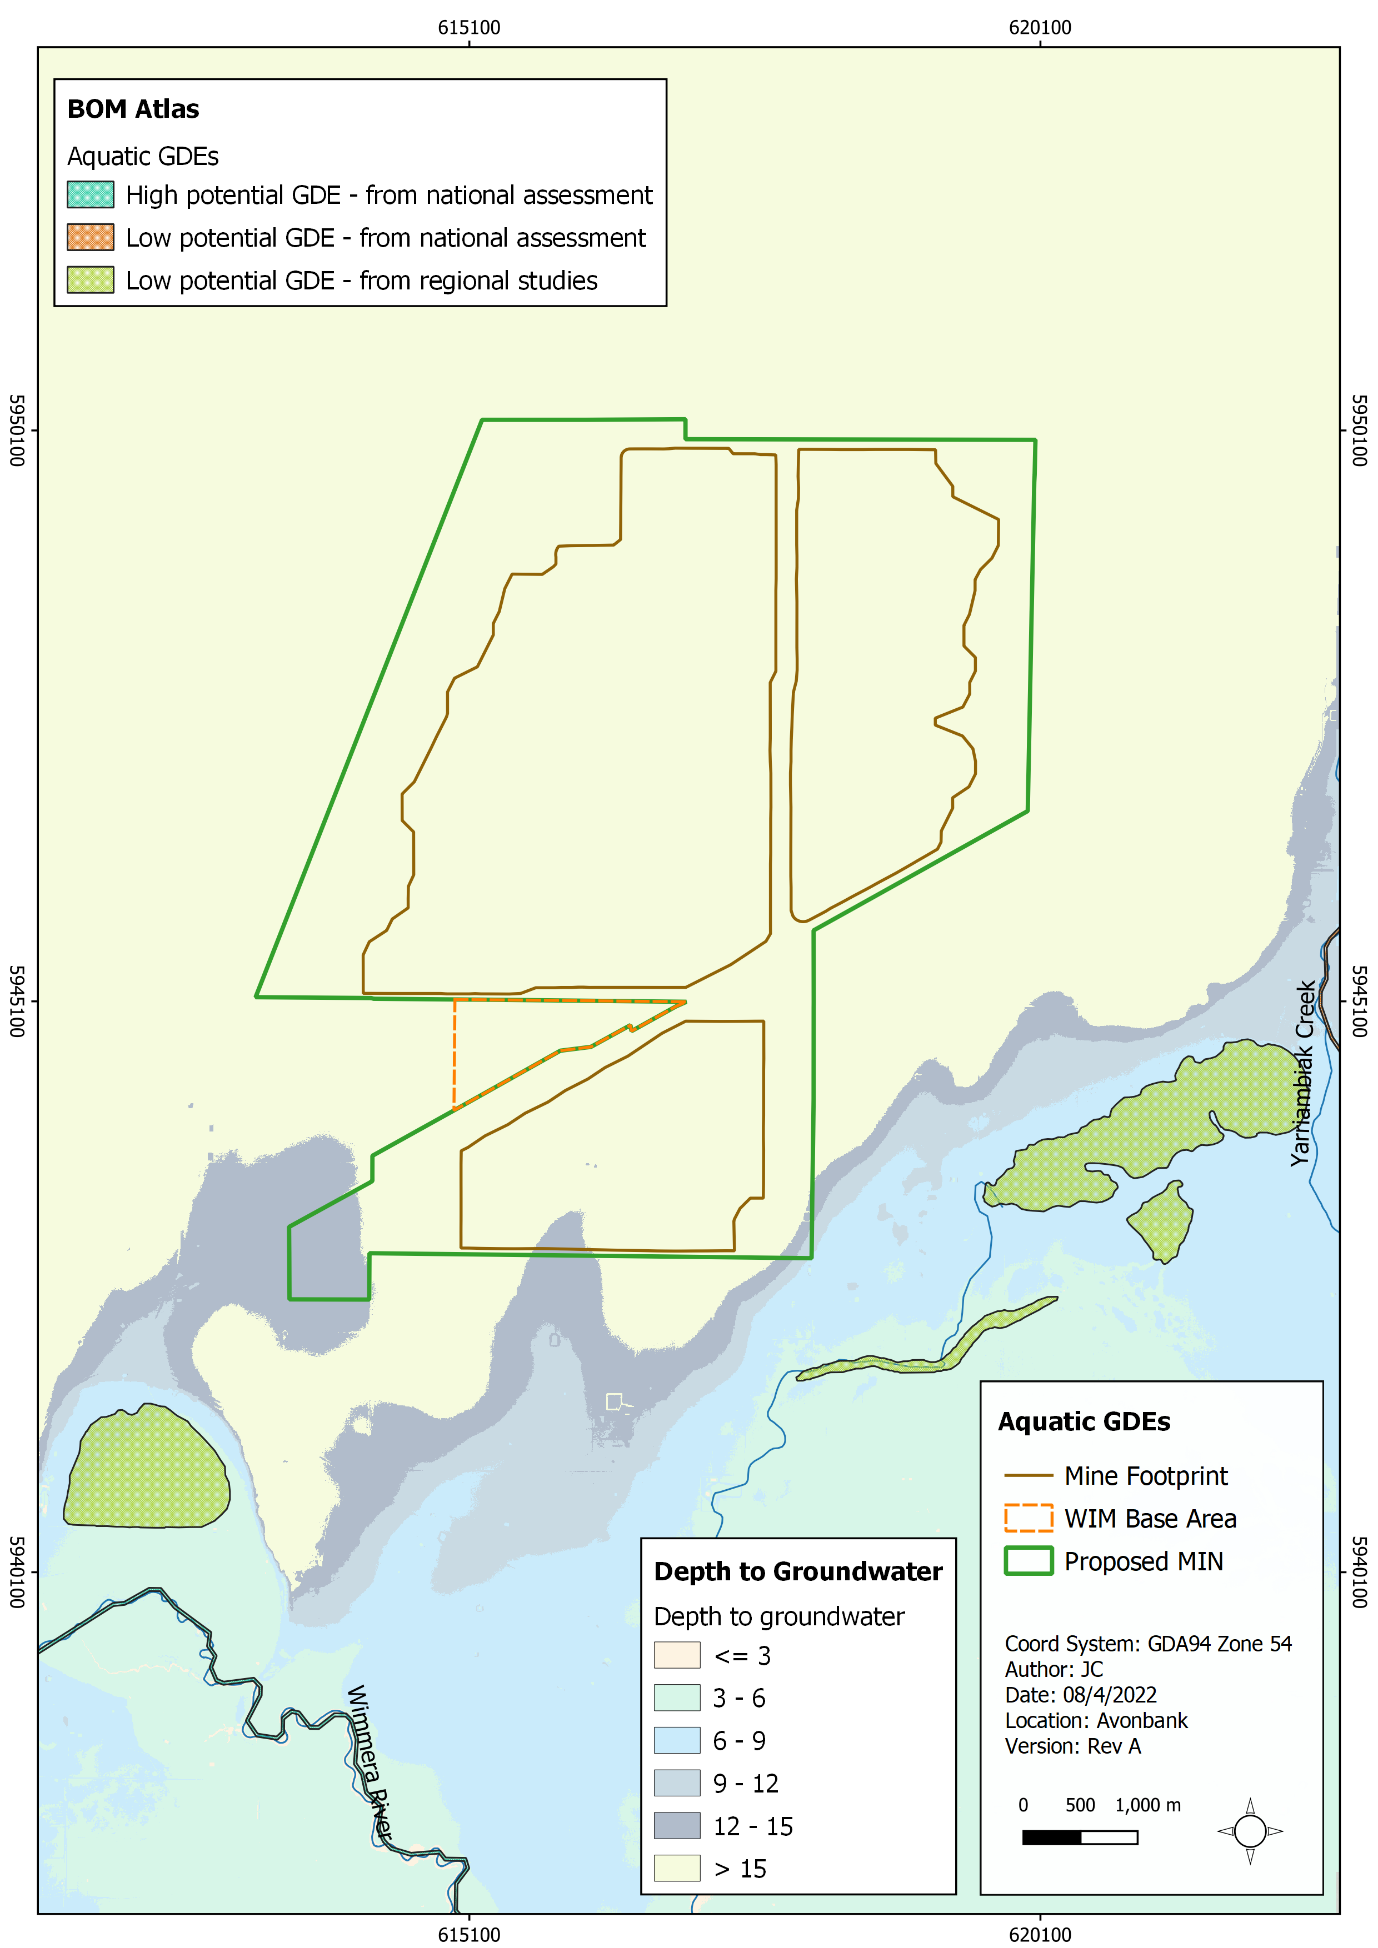 615100
620100
BOM Atlas
Aquatic GDEs
High potential GDE - from national assessment
Low potential GDE - from national assessment
Low potential GDE - from regional studies
5950100
5950100
5945100
5945100
Yarriambiak Creek
5940100
5940100
Wimmera River
Aquatic GDEs
Mine Footprint
WIM Base Area
Proposed MIN
Coord System: GDA94 Zone 54
Author: JC
Date: 08/4/2022
Location: Avonbank
Version: Rev A
0 500 1,000 m
Depth to Groundwater
Depth to groundwater
<= 3
3 - 6
6 - 9
9 - 12
12 - 15
> 15
615100
620100